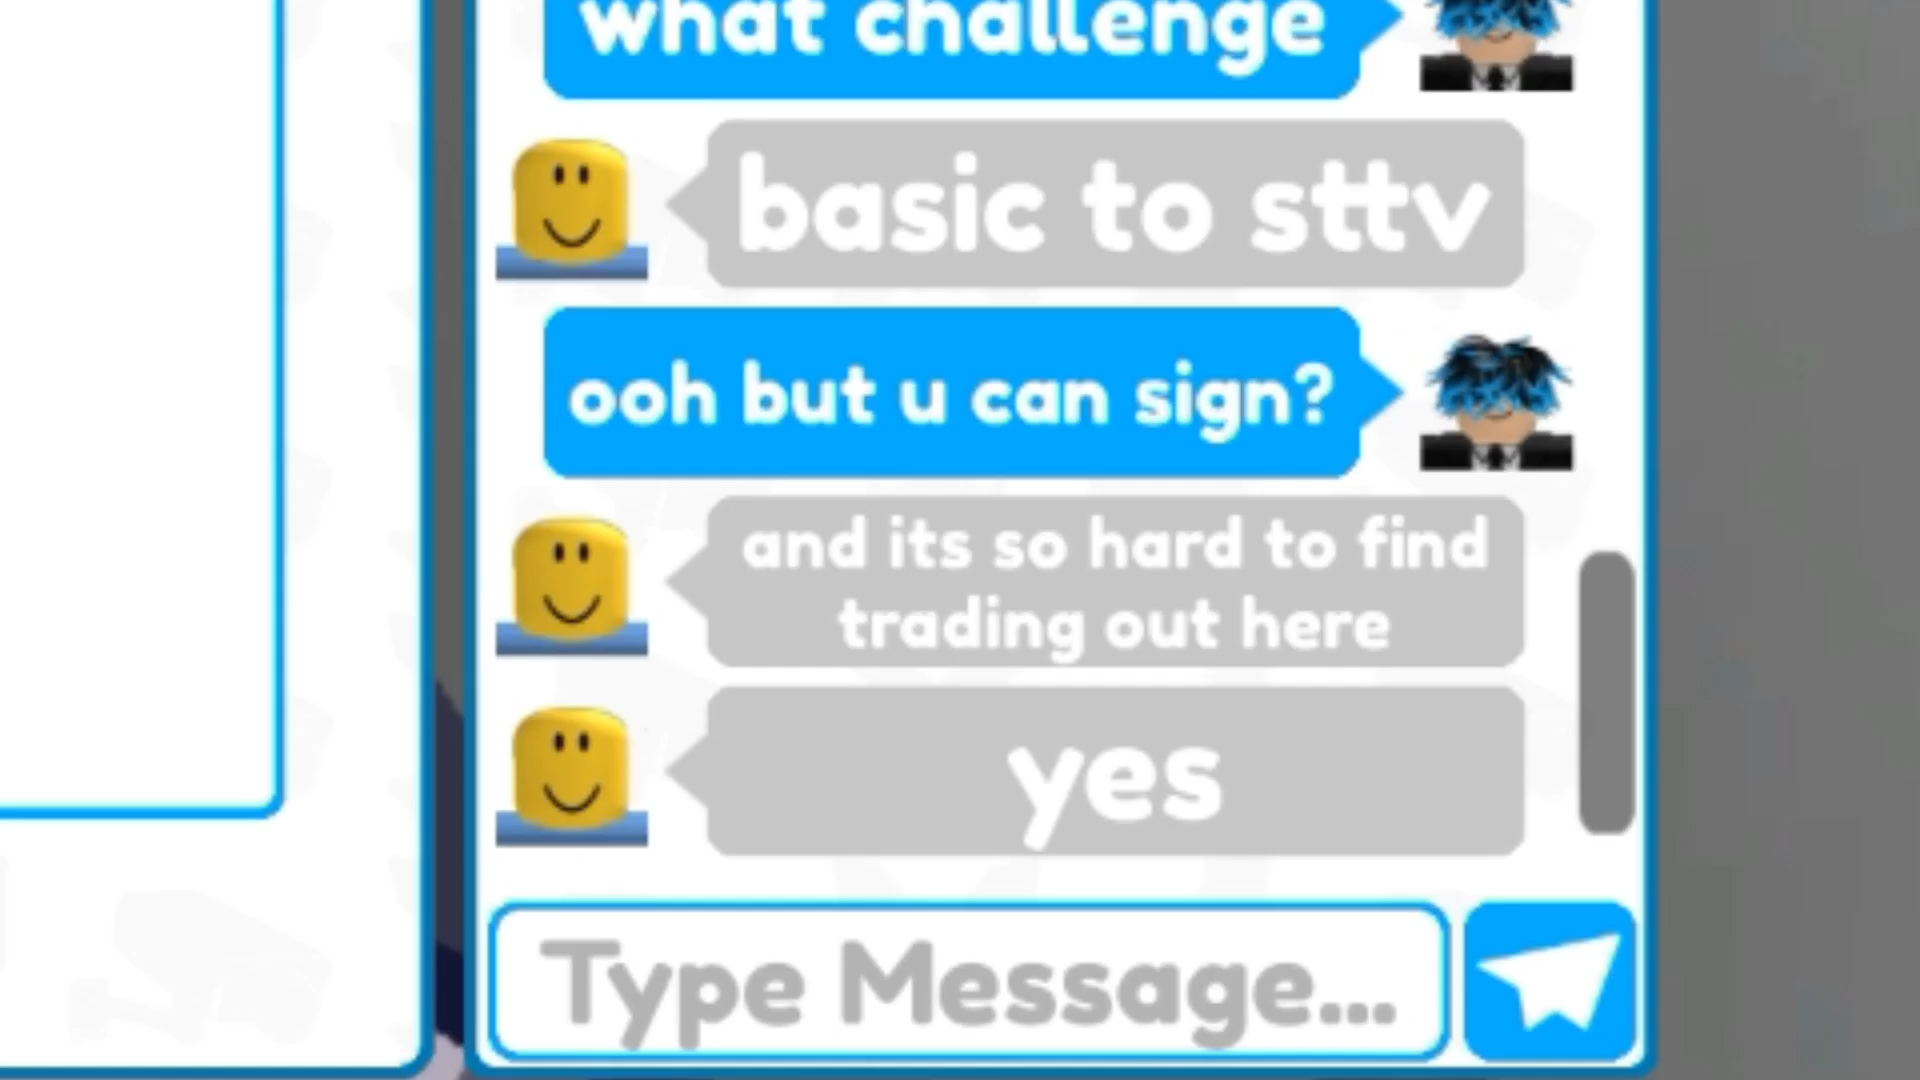 what challenge
basic to sttv
ooh but u can sign?
and its so hard to find
trading out here
yes
Type Message...